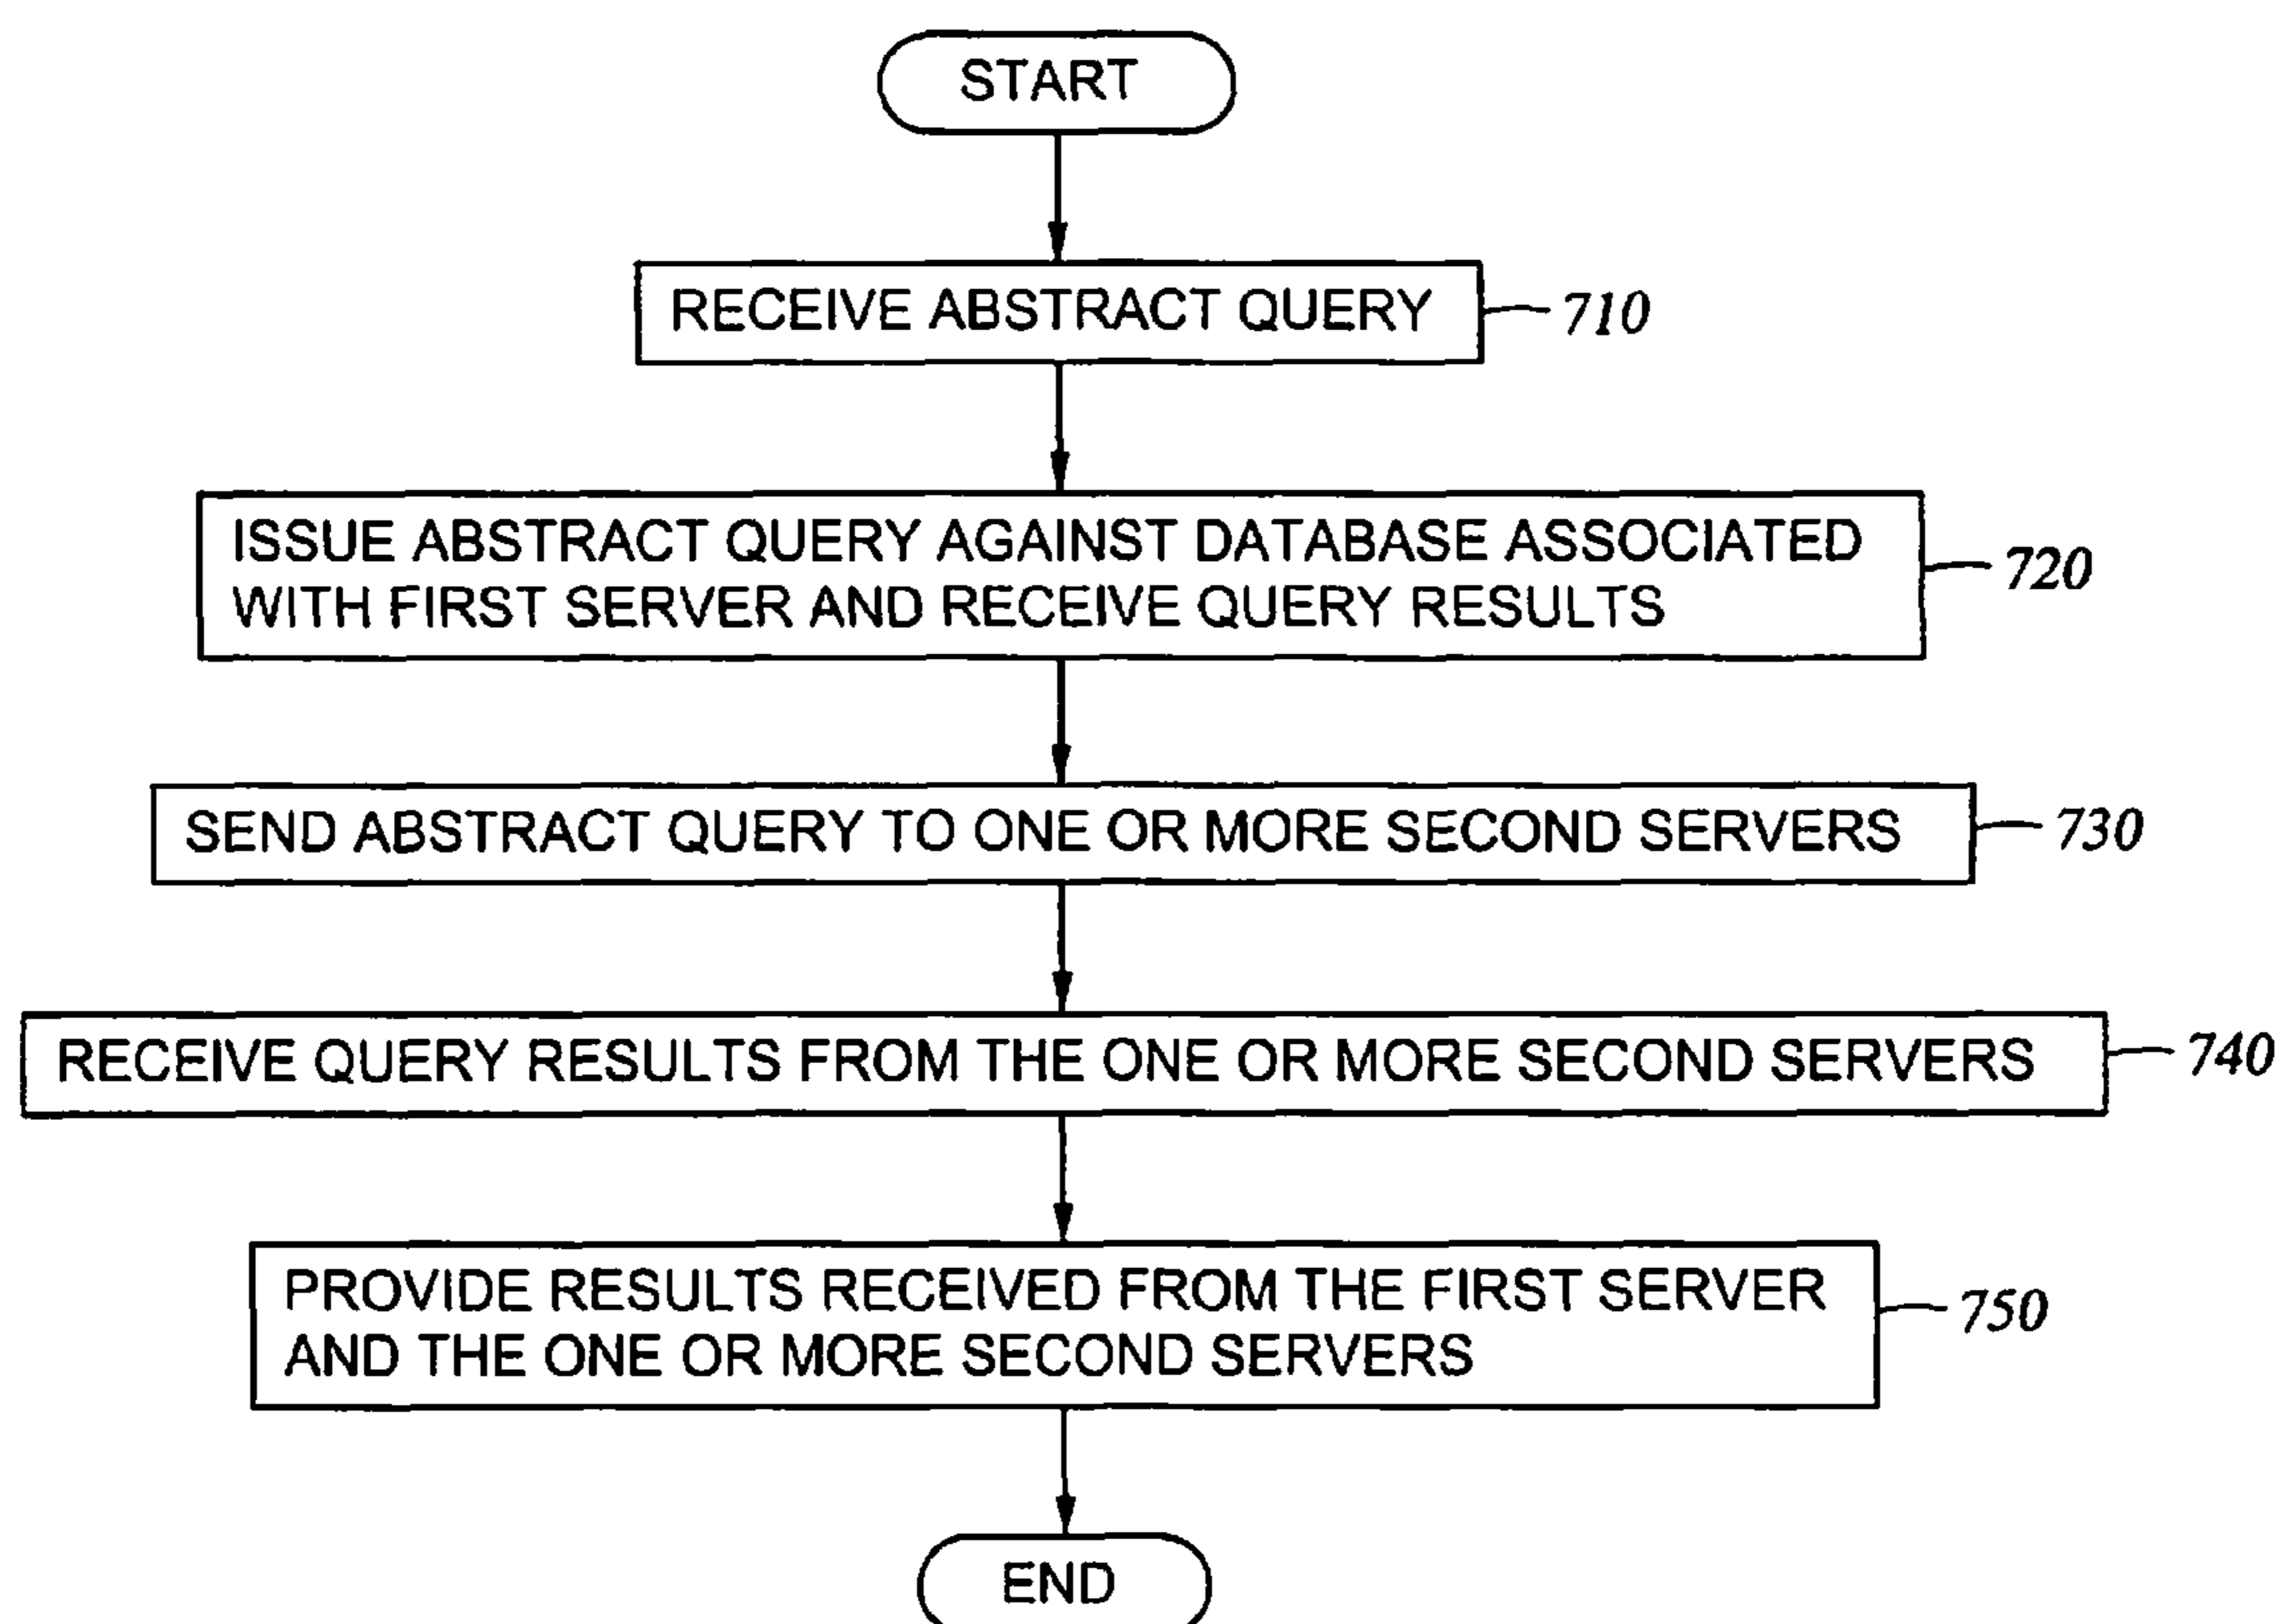 START
RECEIVE ABSTRACT QUERY
710
ISSUE ABSTRACT QUERY AGAINST DATABASE ASSOCIATED
WITH FIRST SERVER AND RECEIVE QUERY RESULTS
720
SEND ABSTRACT QUERY TO ONE OR MORE SECOND SERVERS
730
RECEIVE QUERY RESULTS FROM THE ONE OR MORE SECOND SERVERS
740
PROVIDE RESULTS RECEIVED FROM THE FIRST SERVER
AND THE ONE OR MORE SECOND SERVERS
750
END